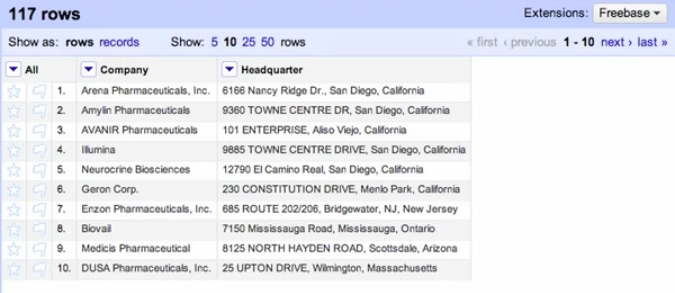 117 rows Extensions: Freebase
Show as: rows records Show: 5 10 25 50 rows « first ‹ previous 1 - 10 next › last »
All Company Headquarter
1. Arena Pharmaceuticals, Inc. 6166 Nancy Ridge Dr., San Diego, California
2. Amylin Pharmaceuticals 9360 TOWNE CENTRE DR, San Diego, California
3. AVANIR Pharmaceuticals 101 ENTERPRISE, Aliso Viejo, California
4. Illumina 9885 TOWNE CENTRE DRIVE, San Diego, California
5. Neurocrine Biosciences 12790 El Camino Real, San Diego, California
6. Geron Corp. 230 CONSTITUTION DRIVE, Menlo Park, California
7. Enzon Pharmaceuticals, Inc. 685 ROUTE 202/206, Bridgewater, NJ, New Jersey
8. Biovail 7150 Mississauga Road, Mississauga, Ontario
9. Medicis Pharmaceutical 8125 NORTH HAYDEN ROAD, Scottsdale, Arizona
10. DUSA Pharmaceuticals, Inc. 25 UPTON DRIVE, Wilmington, Massachusetts